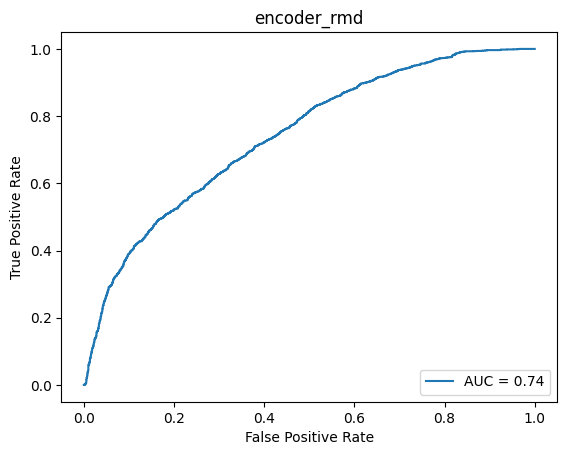 encoder_rmd
1.0
0.8
0.6
0.4
0.2
0.0
True Positive Rate
AUC = 0.74
0.0 0.2 0.4 0.6 0.8 1.0
False Positive Rate